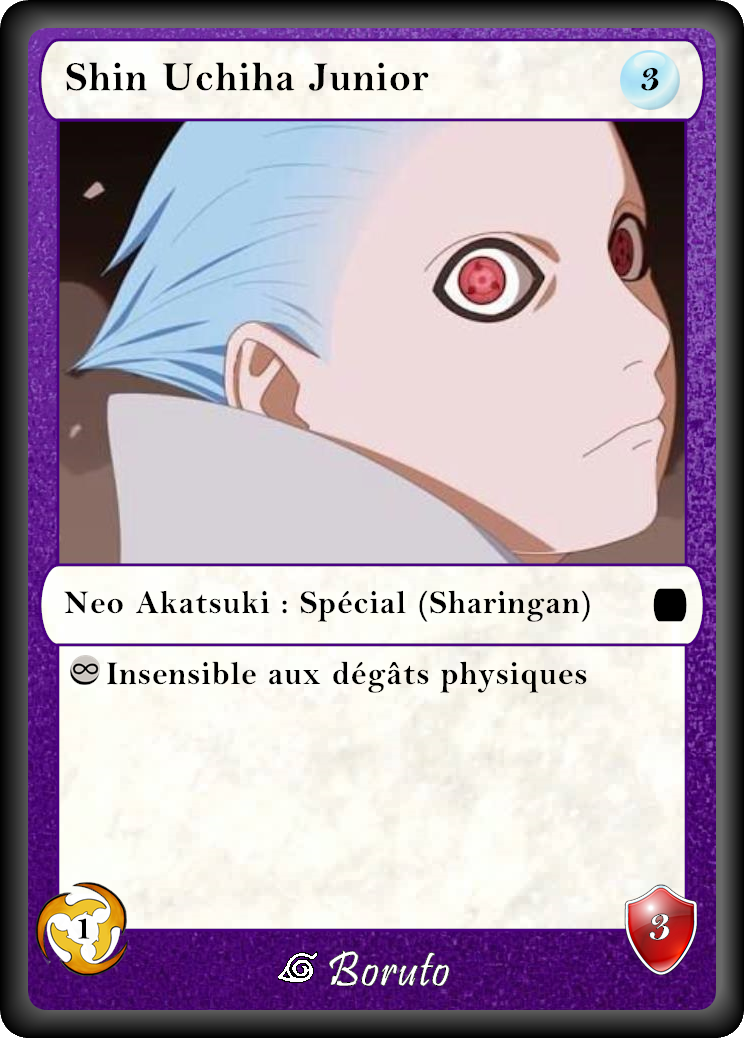 Shin Uchiha Junior
3
Neo Akatsuki : Spécial (Sharingan)
∞ Insensible aux dégâts physiques
1
3
Boruto